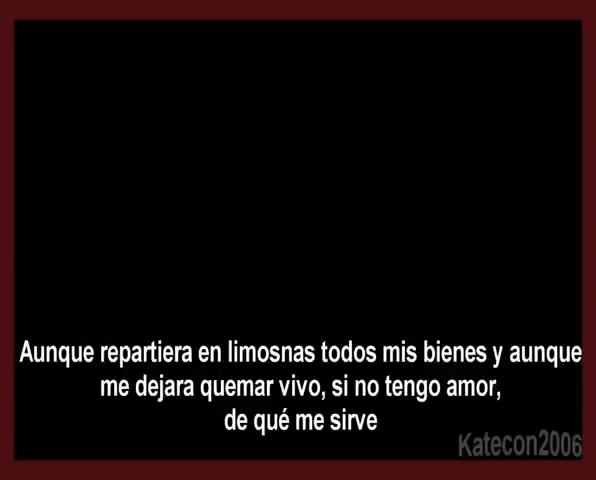 Aunque repartiera en limosnas todos mis bienes y aunque
me dejara quemar vivo, si no tengo amor,
de qué me sirve
Katecon2006